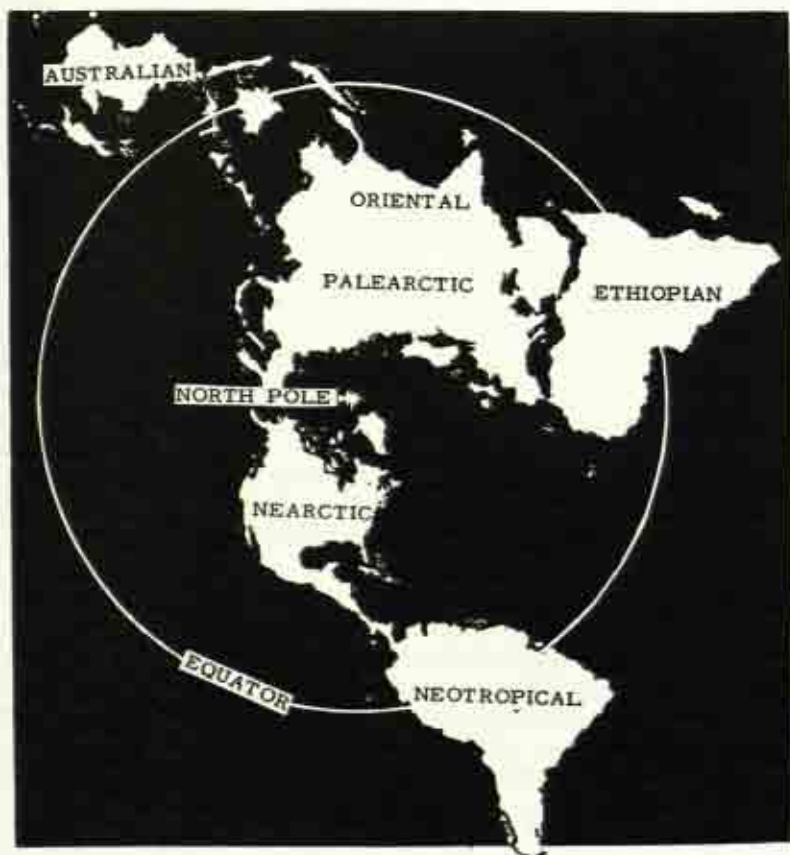 AUSTRALIAN
ORIENTAL
PALEARCTIC
ETHIOPIAN
NORTH POLE
NEARCTIC
EQUATOR
NEOTROPICAL